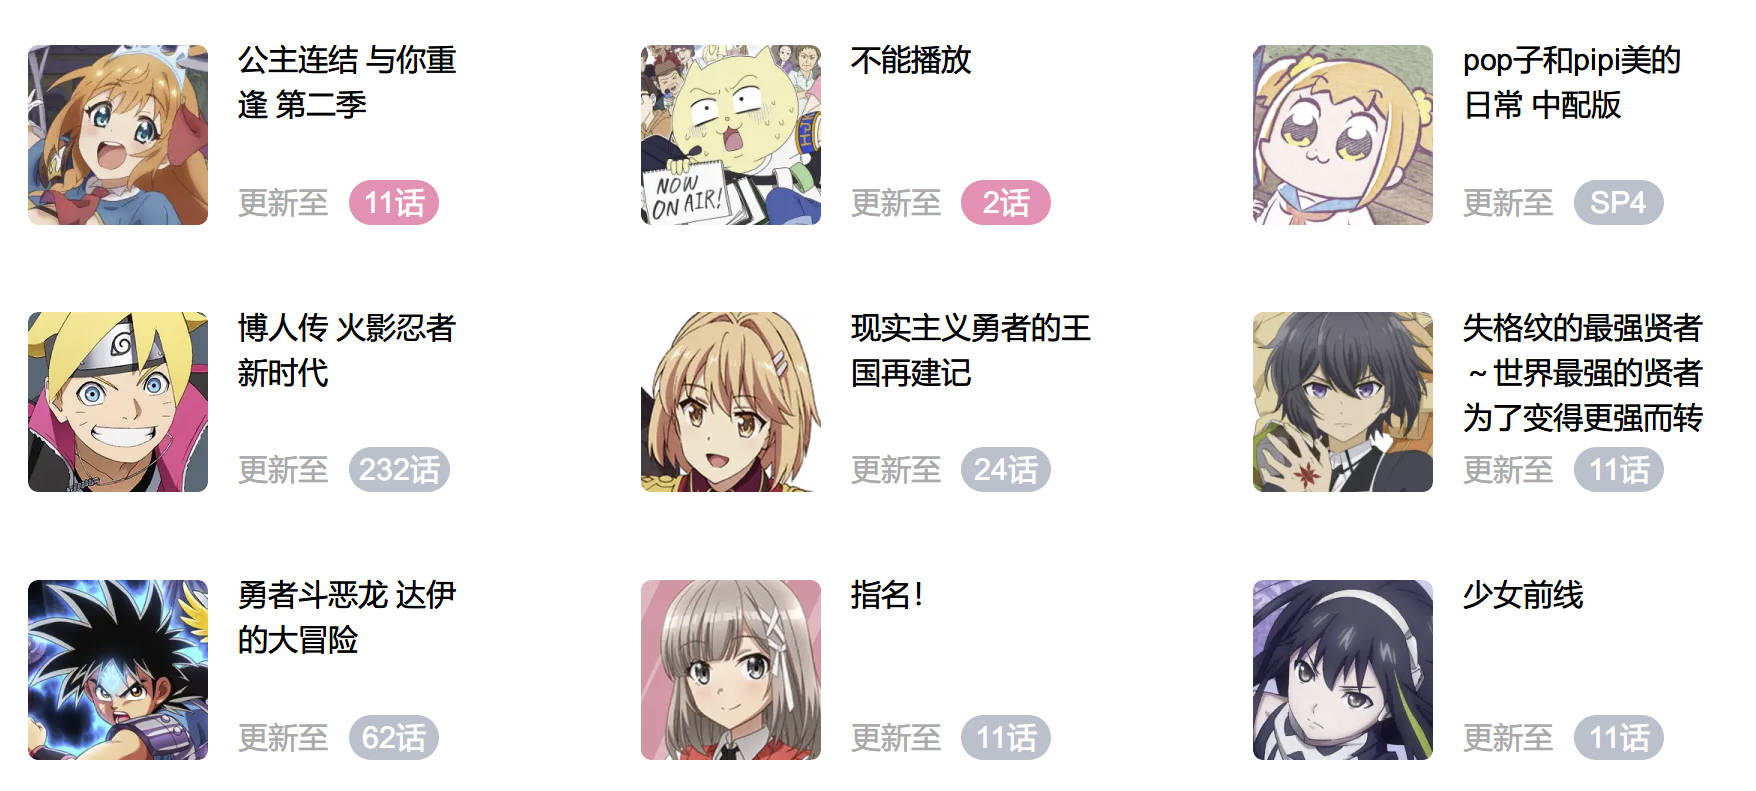 公主连结 与你重
逢 第二季
更新至 11话
NOW
ON AIR!
不能播放
更新至 2话
pop子和pipi美的
日常 中配版
更新至 SP4
博人传 火影忍者
新时代
更新至 232话
现实主义勇者的王
国再建记
更新至 24话
失格纹的最强贤者
～世界最强的贤者
为了变得更强而转
更新至 11话
勇者斗恶龙 达伊
的大冒险
更新至 62话
指名！
更新至 11话
少女前线
更新至 11话